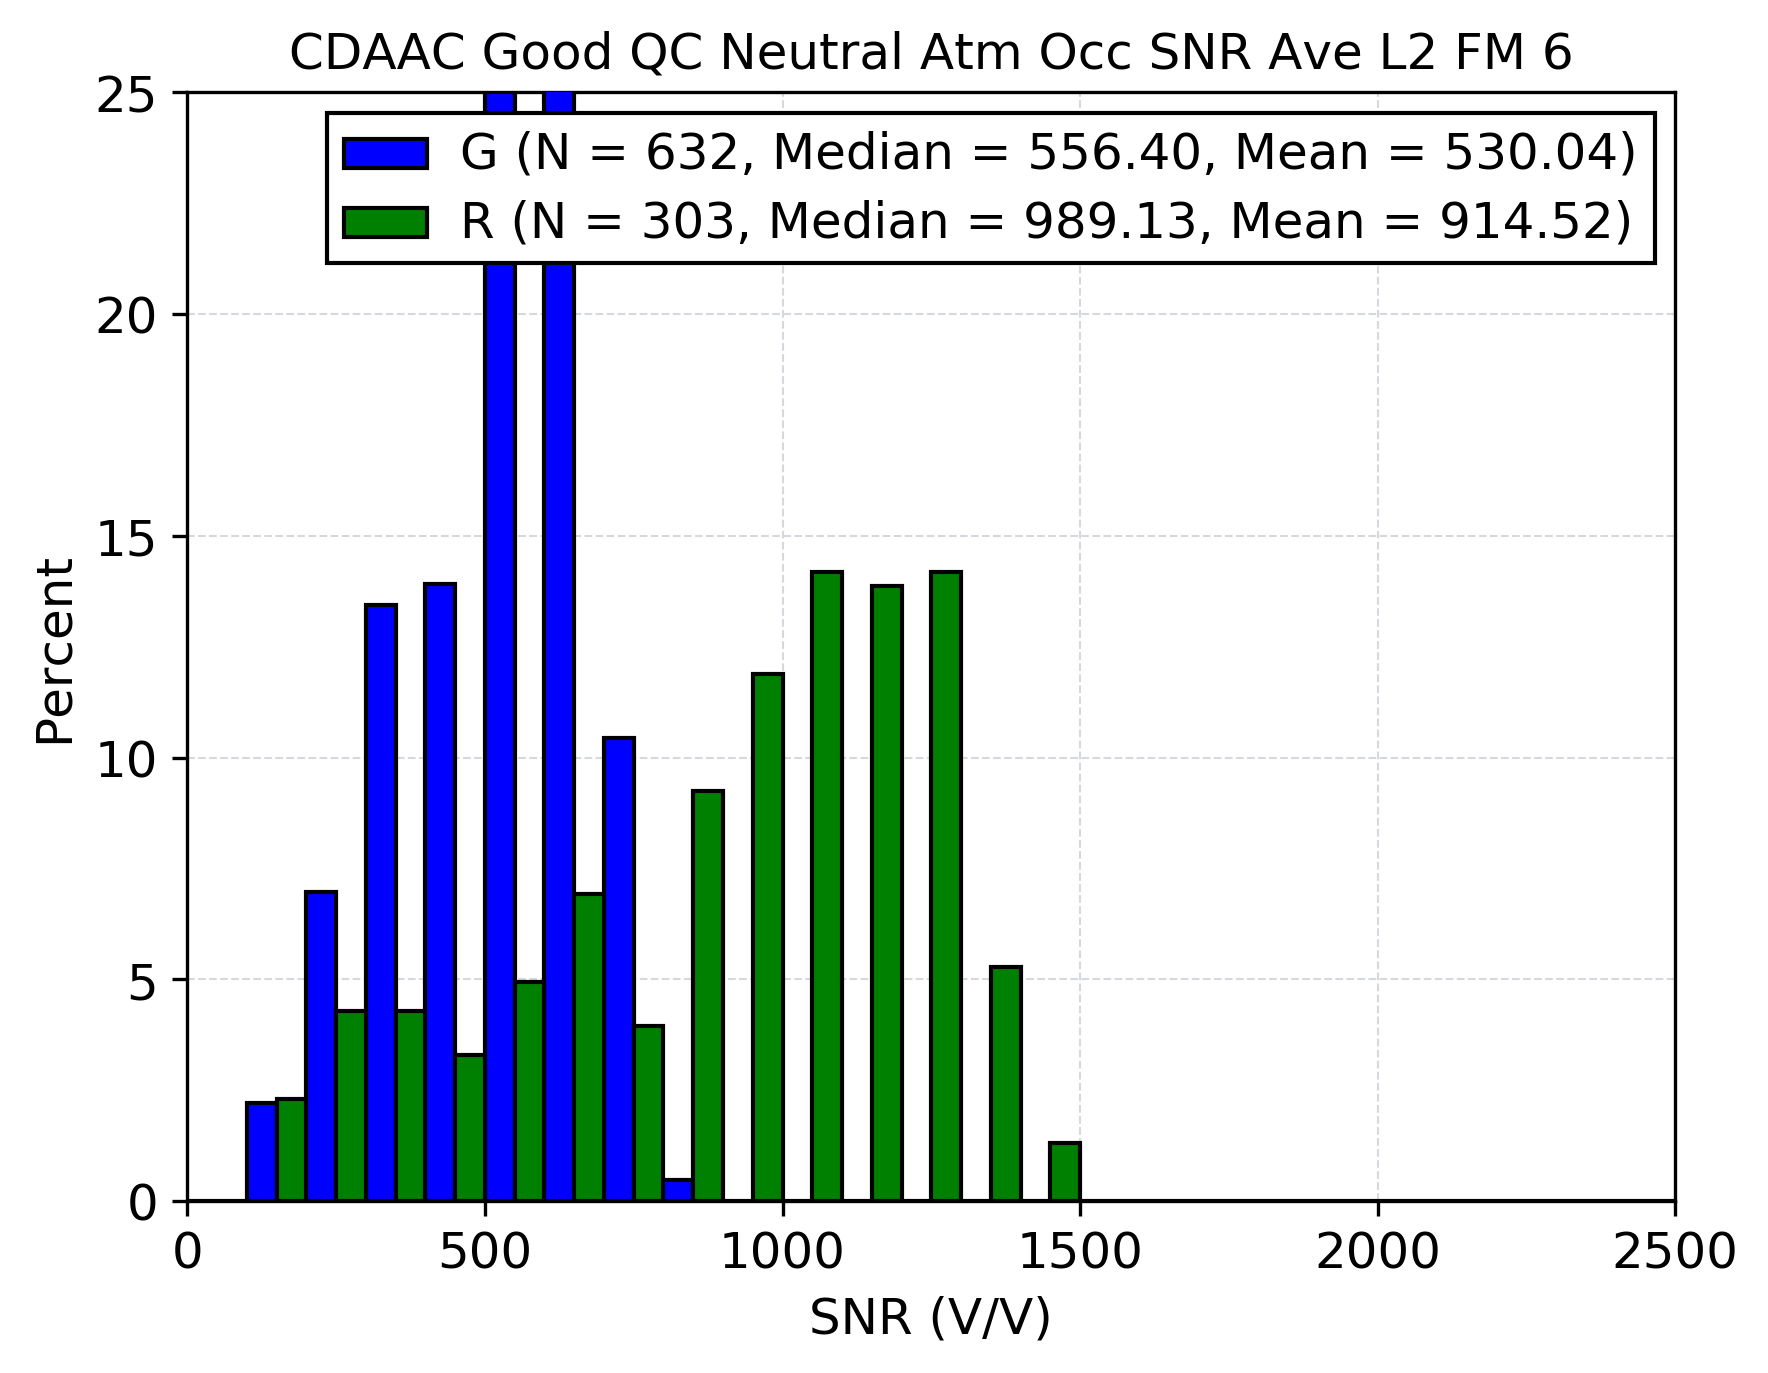 CDAAC Good QC Neutral Atm Occ SNR Ave L2 FM 6
25
20
15
10
5
0
Percent
G (N = 632, Median = 556.40, Mean = 530.04)
R (N = 303, Median = 989.13, Mean = 914.52)
0 500 1000 1500 2000 2500
SNR (V/V)